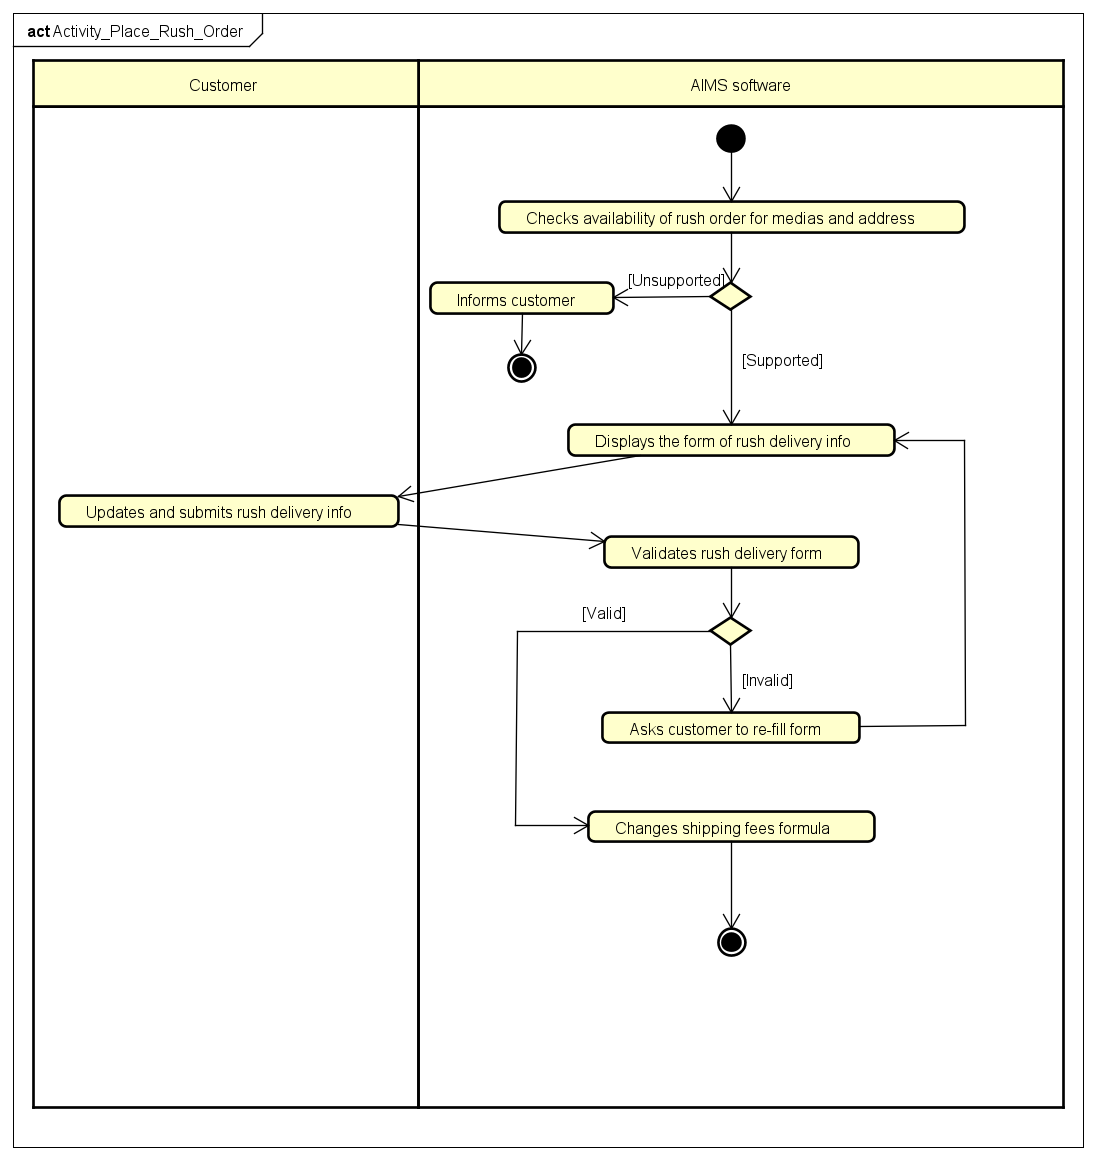 act Activity_Place_Rush_Order
Customer
AIMS software
Checks availability of rush order for medias and address
[Unsupported]
Informs customer
[Supported]
Displays the form of rush delivery info
Updates and submits rush delivery info
Validates rush delivery form
[Valid]
[Invalid]
Asks customer to re-fill form
Changes shipping fees formula